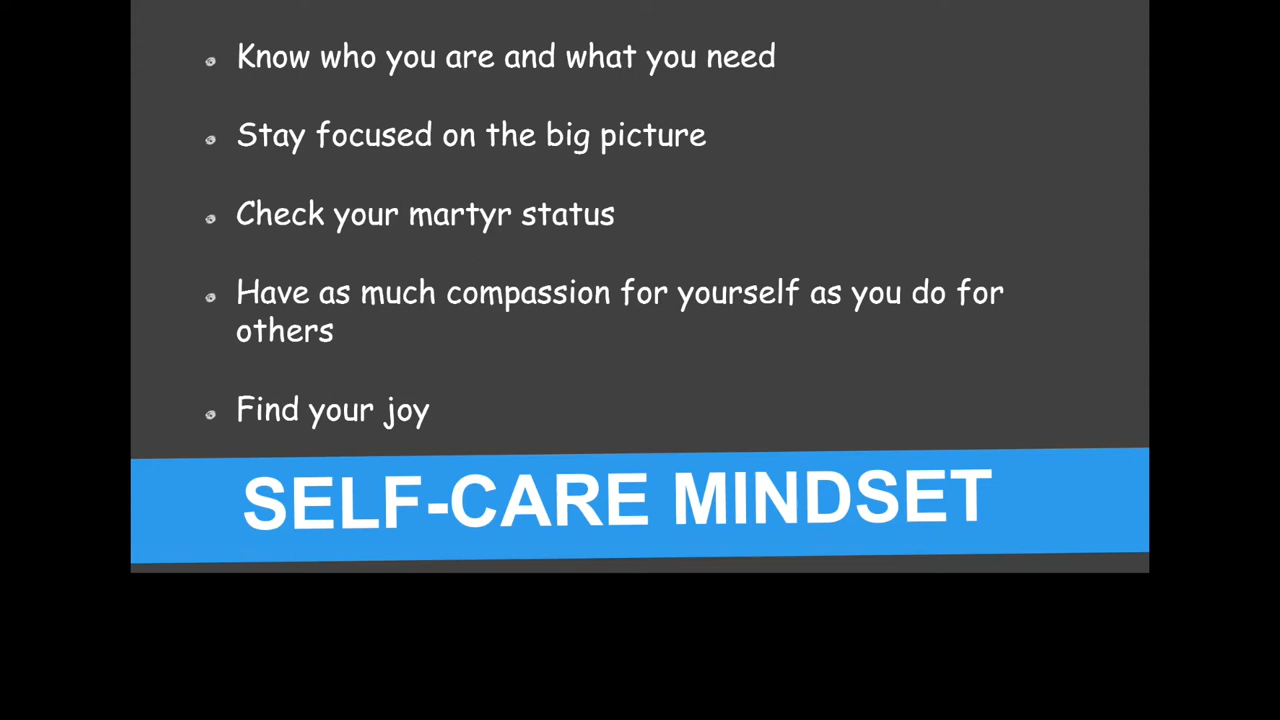 Know who you are and what you need
Stay focused on the big picture
Check your martyr status
Have as much compassion for yourself as you do for
others
Find your joy
SELF-CARE MINDSET